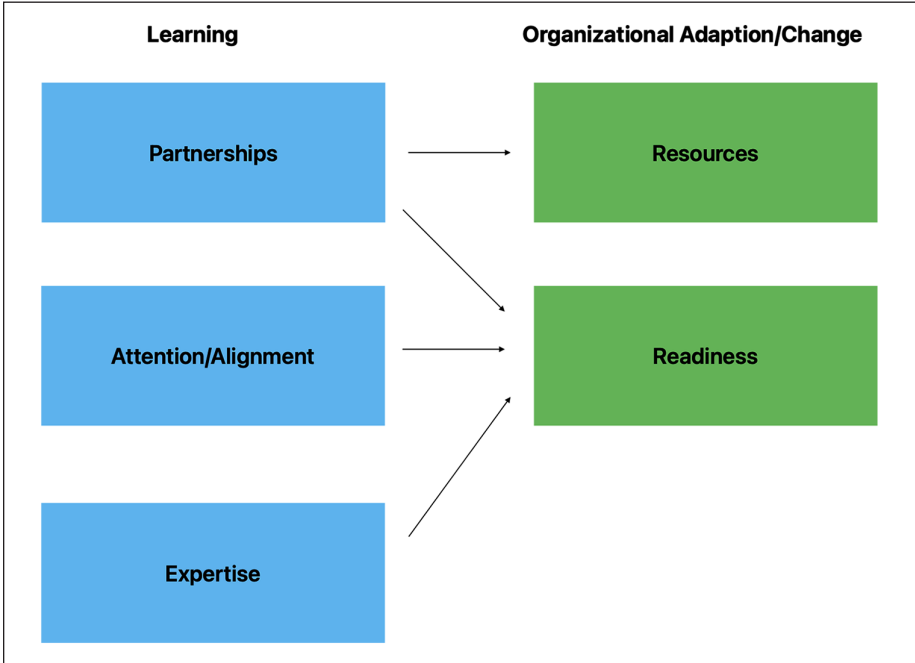 Learning
Organizational Adaption/Change
Partnerships
Resources
Attention/Alignment
Readiness
Expertise